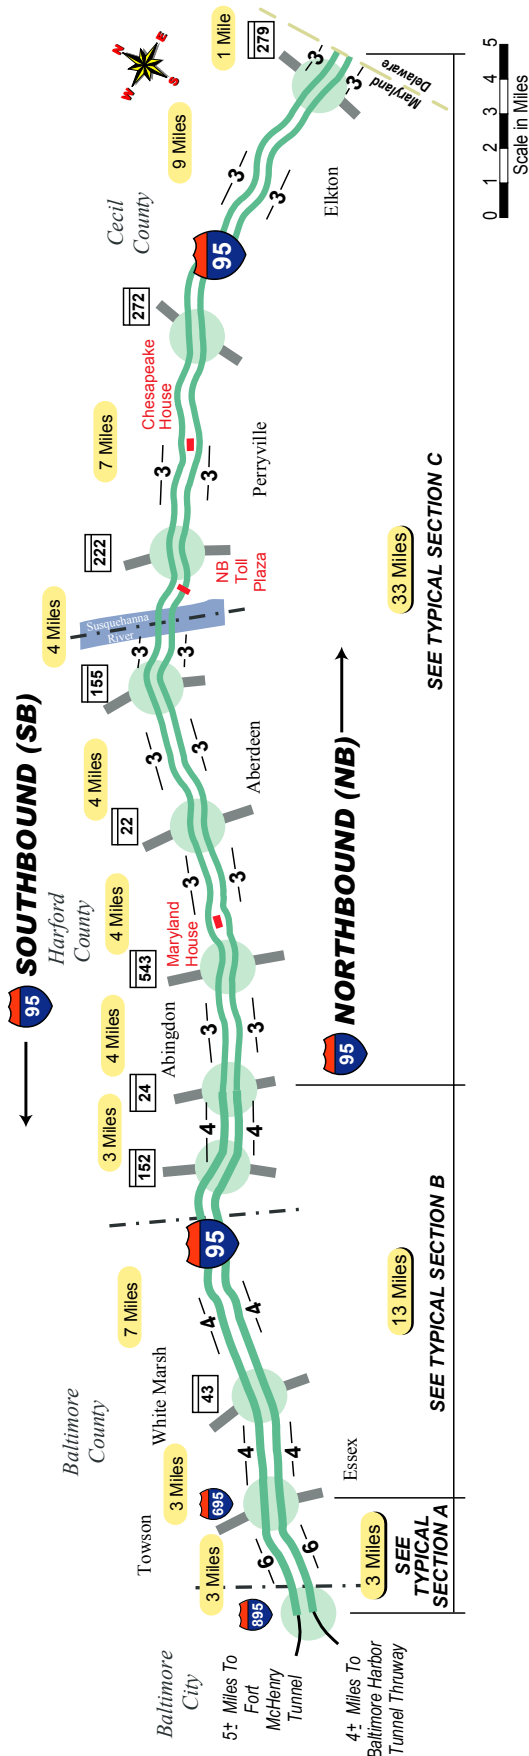 SOUTHBOUND (SB)
95
Baltimore
City
Baltimore
County
Harford
County
Cecil
County
3 Miles
3 Miles
7 Miles
3 Miles
4 Miles
4 Miles
4 Miles
4 Miles
7 Miles
9 Miles
1 Mile
N
E
S
W
Towson
White Marsh
Abingdon
Maryland
House
Susquehanna
River
Chesapeake
House
895
695
43
152
24
543
22
155
222
272
279
6
4
4
4
3
3
3
3
3
3
3
95
95
6
4
4
4
3
3
3
3
3
3
3
Essex
Aberdeen
NB
Toll
Plaza
Perryville
Elkton
Maryland
Delaware
5± Miles To
Fort
McHenry
Tunnel
4± Miles To
Baltimore Harbor
Tunnel Thruway
95
NORTHBOUND (NB)
3 Miles
SEE
TYPICAL
SECTION A
13 Miles
SEE TYPICAL SECTION B
33 Miles
SEE TYPICAL SECTION C
0 1 2 3 4 5
Scale in Miles